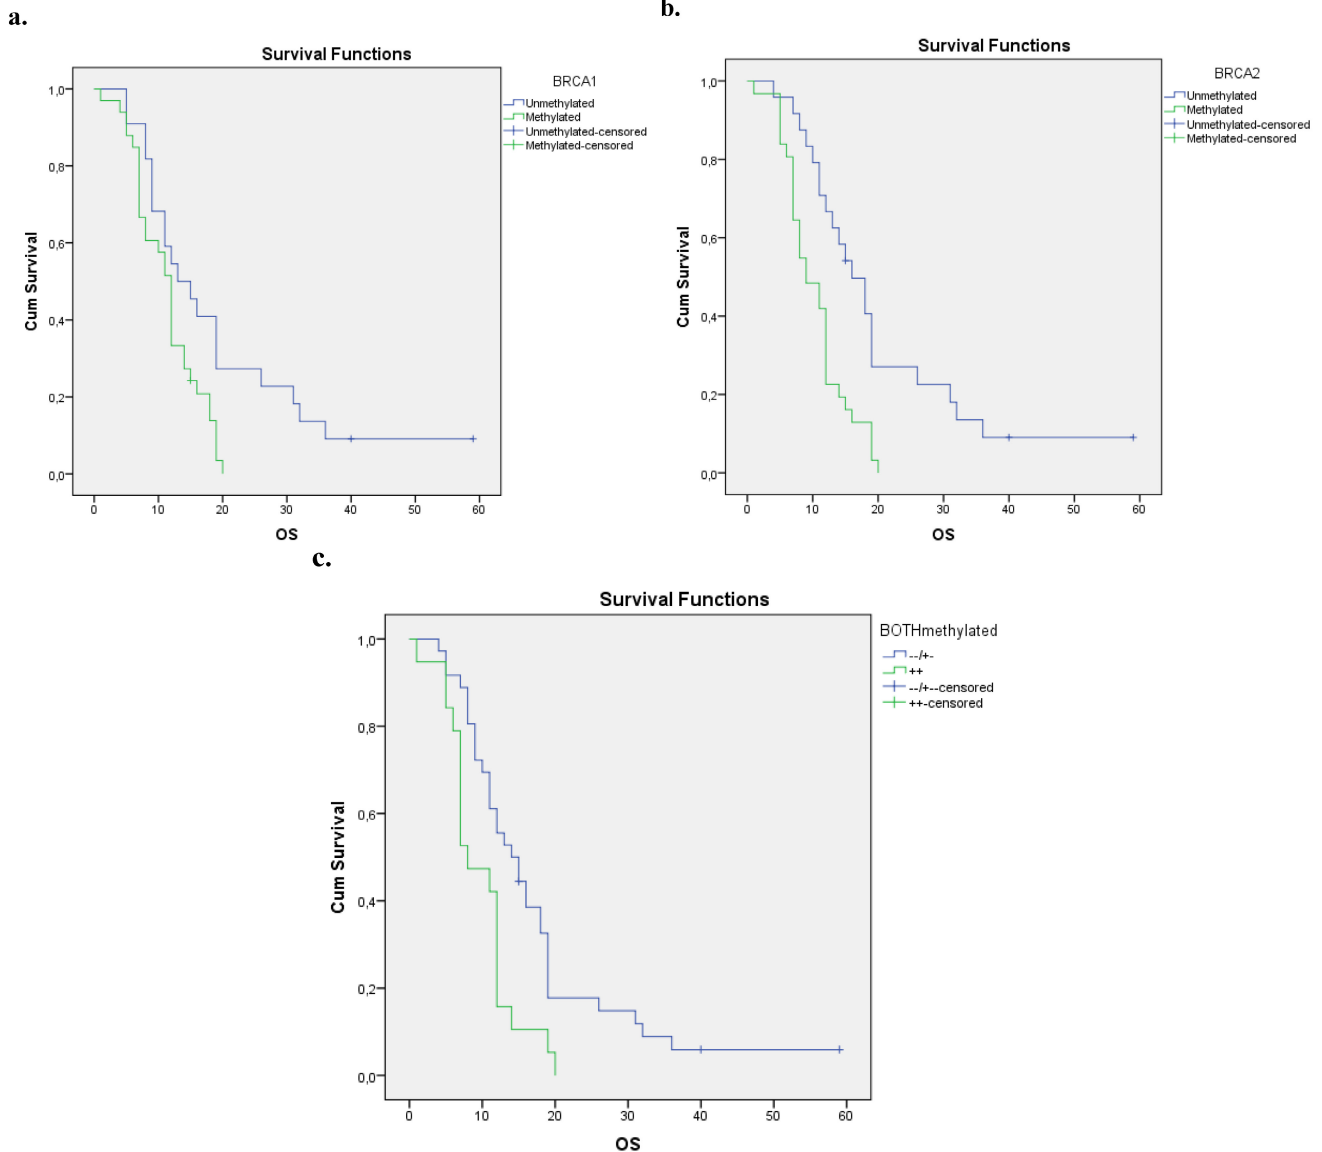 a.
Survival Functions
Cum Survival
1,0
0,8
0,6
0,4
0,2
0,0
0 10 20 30 40 50 60
OS
BRCA1
Unmethylated
Methylated
Unmethylated-censored
Methylated-censored
b.
Survival Functions
Cum Survival
1,0
0,8
0,6
0,4
0,2
0,0
0 10 20 30 40 50 60
OS
BRCA2
Unmethylated
Methylated
Unmethylated-censored
Methylated-censored
c.
Survival Functions
Cum Survival
1,0
0,8
0,6
0,4
0,2
0,0
0 10 20 30 40 50 60
OS
BOTHmethylated
--/+-
++
--/+--censored
++-censored